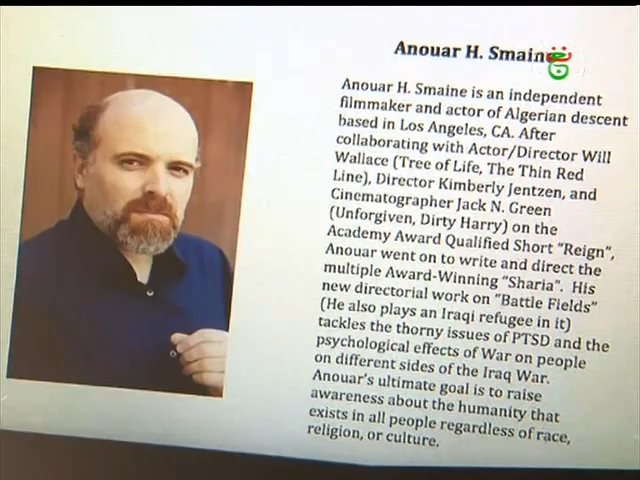 Anouar H. Smaine
Anouar H. Smaine is an independent
filmmaker and actor of Algerian descent
based in Los Angeles, CA. After
collaborating with Actor/Director Will
Wallace (Tree of Life, The Thin Red
Line), Director Kimberly Jentzen, and
Cinematographer Jack N. Green
(Unforgiven, Dirty Harry) on the
Academy Award Qualified Short "Reign",
Anouar went on to write and direct the
multiple Award-Winning "Sharia". His
new directorial work on "Battle Fields"
(He also plays an Iraqi refugee in it)
tackles the thorny issues of PTSD and the
psychological effects of War on people
on different sides of the Iraq War.
Anouar's ultimate goal is to raise
awareness about the humanity that
exists in all people regardless of race,
religion, or culture.